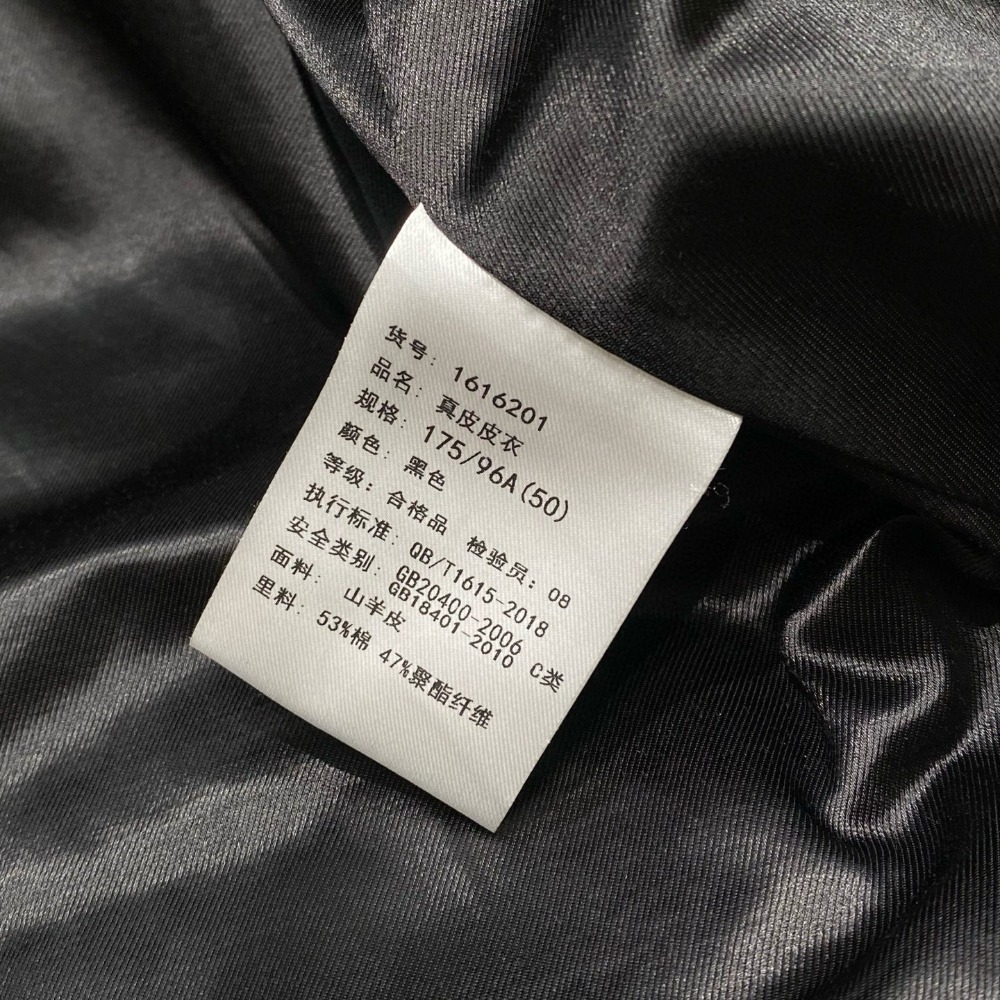 货号: 1616201
品名: 真皮皮衣
规格: 175/96A(50)
颜色: 黑色
等级: 合格品 检验员: 08
执行标准: QB/T1615-2018
安全类别: GB20400-2006
GB18401-2010 C类
面料: 山羊皮
里料: 53%棉 47%聚酯纤维